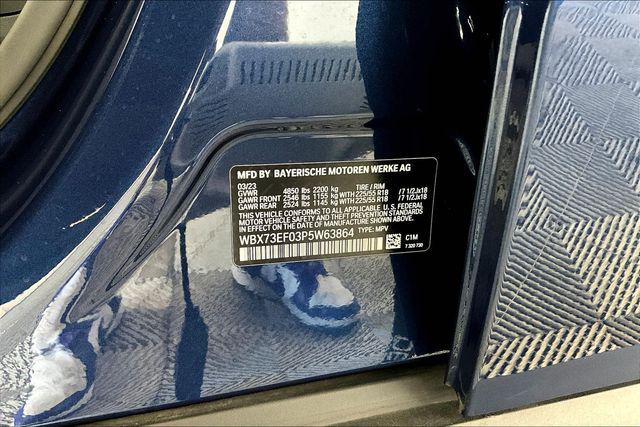 MFD BY BAYERISCHE MOTOREN WERKE AG
03/23
GVWR 4850 lbs 2200 kg TIRE / RIM
GAWR FRONT 2546 lbs 1155 kg WITH 225/55 R18 / 7 1/2Jx18
GAWR REAR 2524 lbs 1145 kg WITH 225/55 R18 / 7 1/2Jx18
THIS VEHICLE CONFORMS TO ALL APPLICABLE U. S. FEDERAL
MOTOR VEHICLE SAFETY, BUMPER, AND THEFT PREVENTION
STANDARDS IN EFFECT ON THE DATE OF MANUFACTURE SHOWN ABOVE.
WBX73EF03P5W63864 TYPE: MPV
C1M
7 320 730